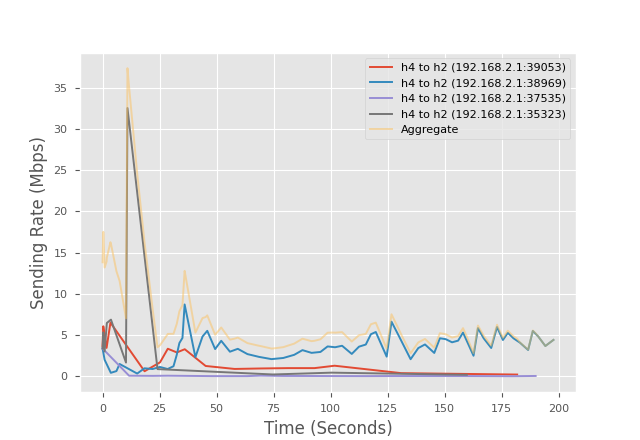 h4 to h2 (192.168.2.1:39053)
h4 to h2 (192.168.2.1:38969)
h4 to h2 (192.168.2.1:37535)
h4 to h2 (192.168.2.1:35323)
Aggregate
Sending Rate (Mbps)
35
30
25
20
15
10
5
0
0 25 50 75 100 125 150 175 200
Time (Seconds)